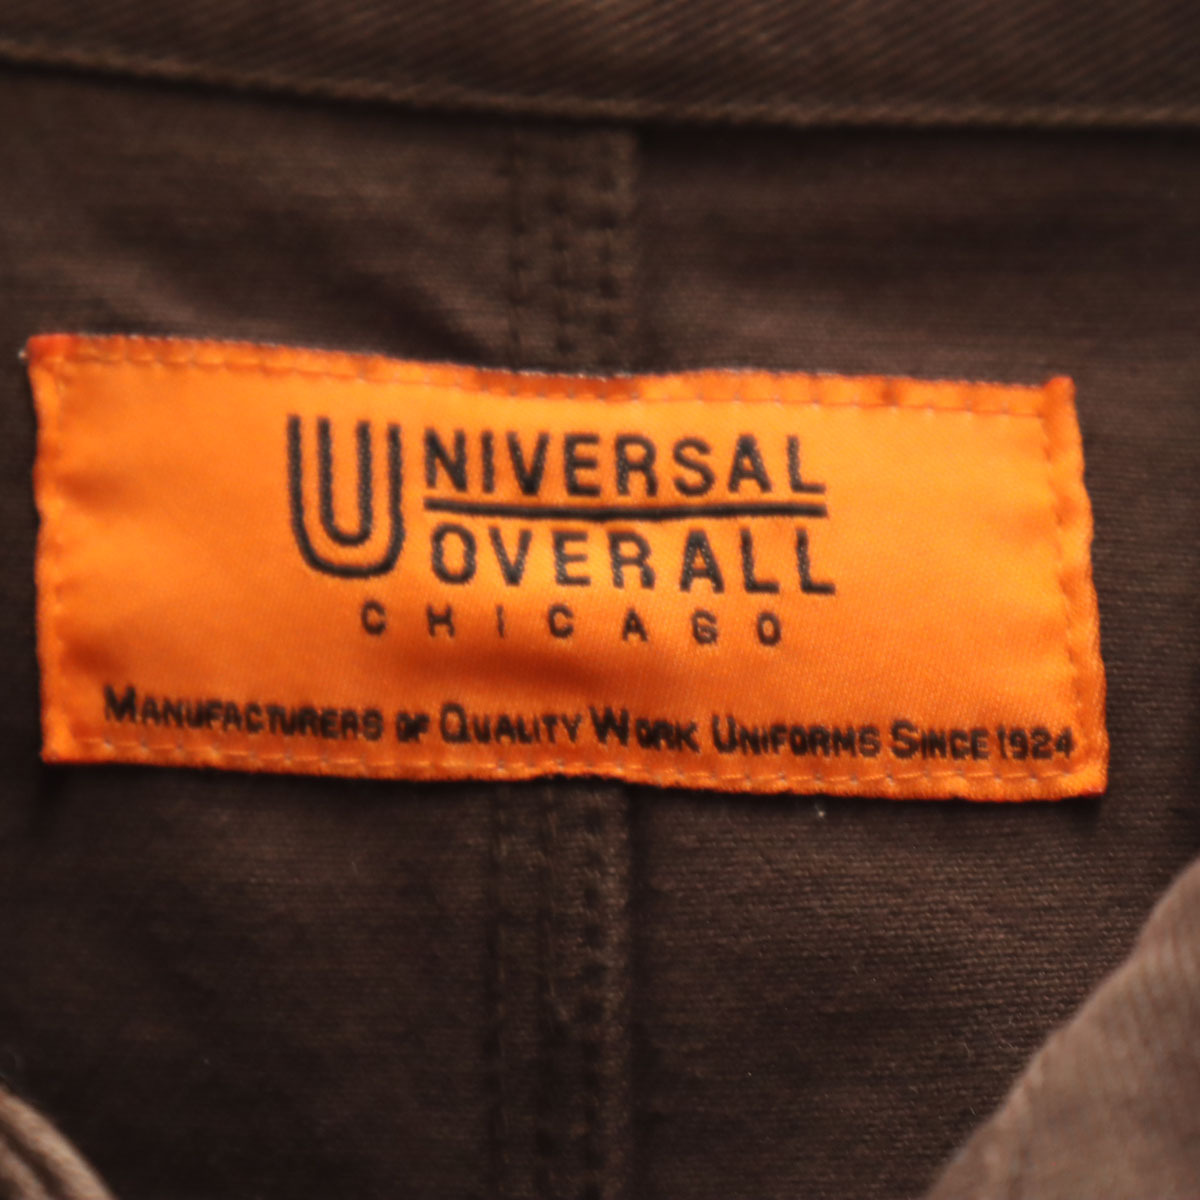 UNIVERSAL
OVERALL
CHICAGO
MANUFACTURERS OF QUALITY WORK UNIFORMS SINCE 1924